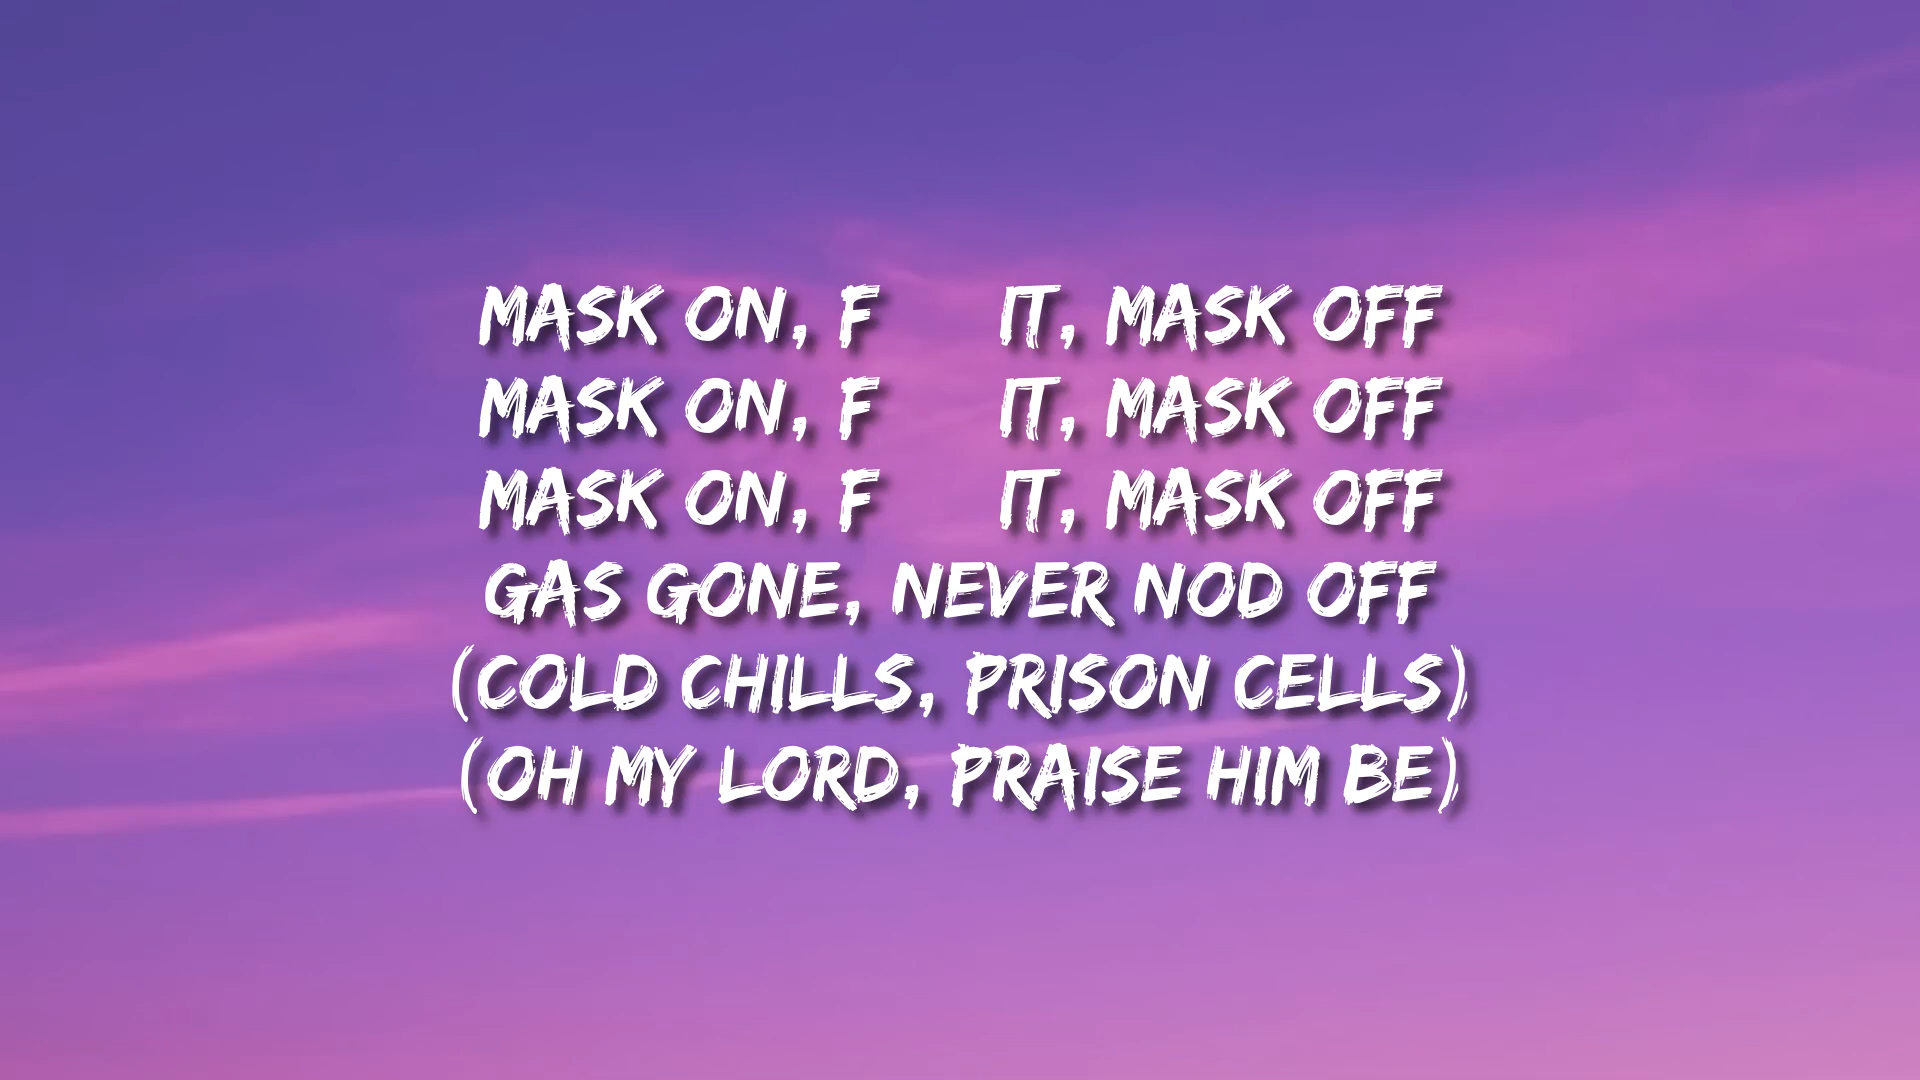 MASK ON, F IT, MASK OFF
MASK ON, F IT, MASK OFF
MASK ON, F IT, MASK OFF
GAS GONE, NEVER NOD OFF
(COLD CHILLS, PRISON CELLS)
(OH MY LORD, PRAISE HIM BE)